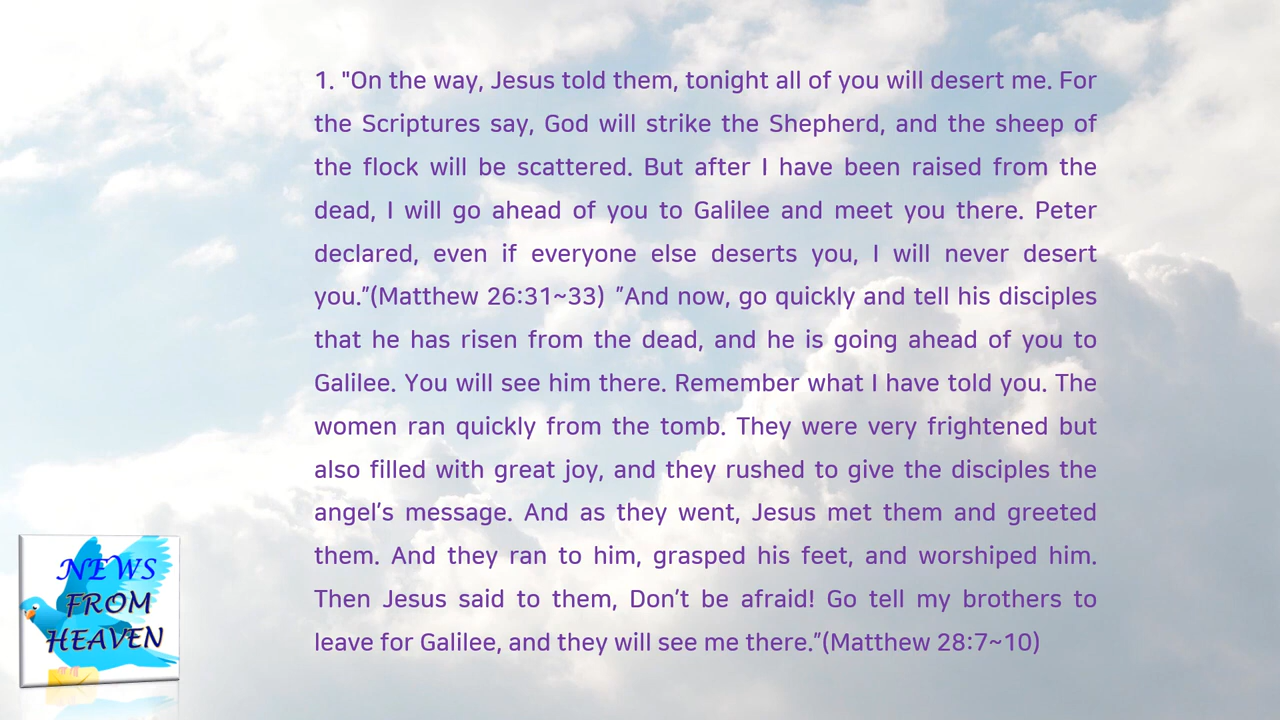 1. "On the way, Jesus told them, tonight all of you will desert me. For
the Scriptures say, God will strike the Shepherd, and the sheep of
the flock will be scattered. But after I have been raised from the
dead, I will go ahead of you to Galilee and meet you there. Peter
declared, even if everyone else deserts you, I will never desert
you."(Matthew 26:31~33) "And now, go quickly and tell his disciples
that he has risen from the dead, and he is going ahead of you to
Galilee. You will see him there. Remember what I have told you. The
women ran quickly from the tomb. They were very frightened but
also filled with great joy, and they rushed to give the disciples the
angel's message. And as they went, Jesus met them and greeted
them. And they ran to him, grasped his feet, and worshiped him.
Then Jesus said to them, Don't be afraid! Go tell my brothers to
leave for Galilee, and they will see me there."(Matthew 28:7~10)
NEWS
FROM
HEAVEN